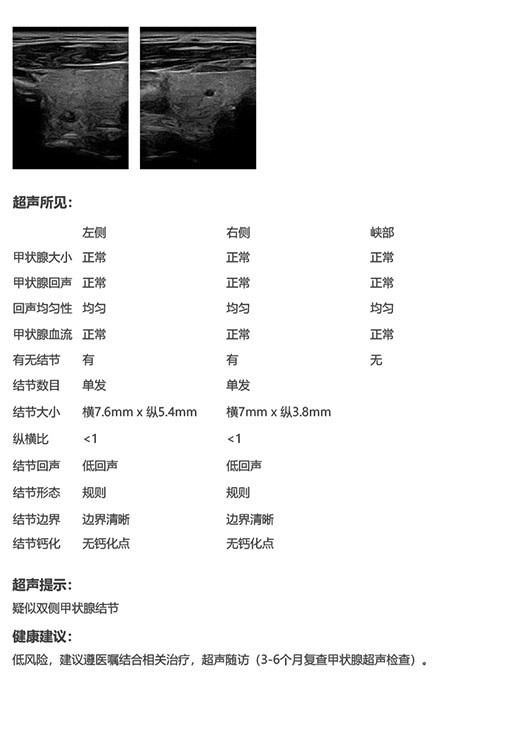 超声所见：
左侧 右侧 峡部
甲状腺大小 正常 正常 正常
甲状腺回声 正常 正常 正常
回声均匀性 均匀 均匀 均匀
甲状腺血流 正常 正常 正常
有无结节 有 有 无
结节数目 单发 单发
结节大小 横7.6mm x 纵5.4mm 横7mm x 纵3.8mm
纵横比 <1 <1
结节回声 低回声 低回声
结节形态 规则 规则
结节边界 边界清晰 边界清晰
结节钙化 无钙化点 无钙化点
超声提示：
疑似双侧甲状腺结节
健康建议：
低风险，建议遵医嘱结合相关治疗，超声随访（3-6个月复查甲状腺超声检查）。